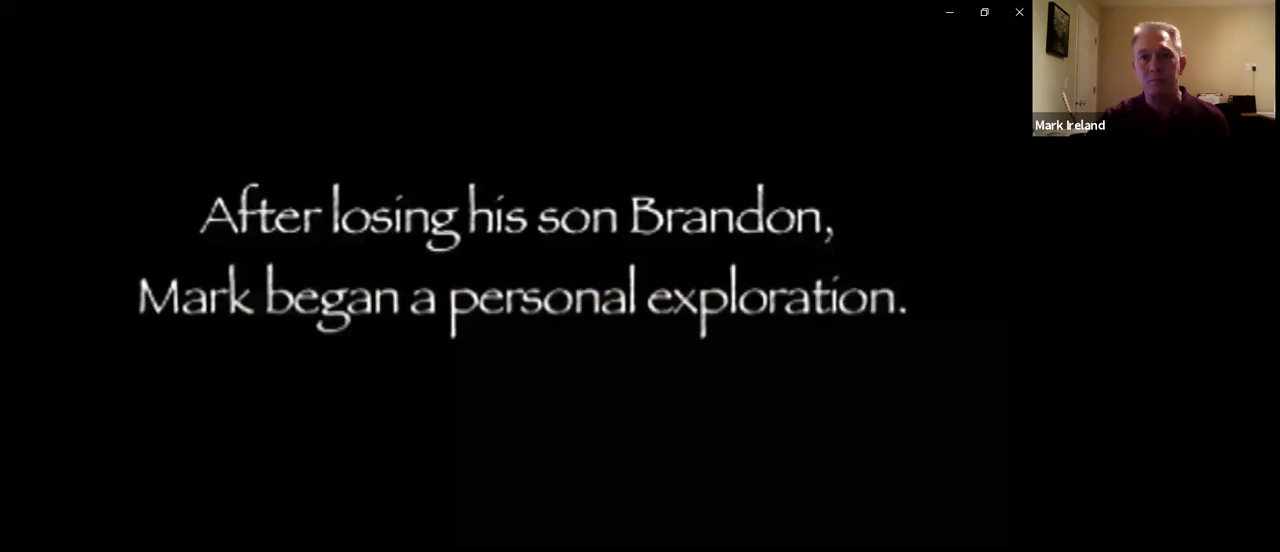 Mark Ireland
After losing his son Brandon,
Mark began a personal exploration.